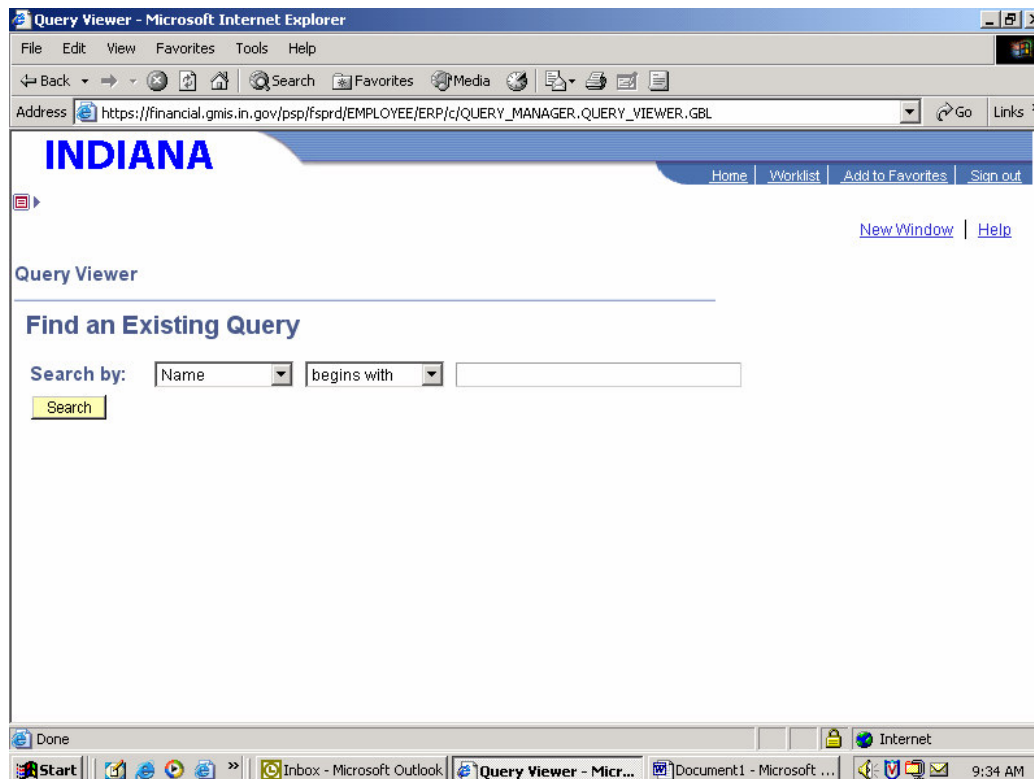 Query Viewer - Microsoft Internet Explorer
File Edit View Favorites Tools Help
Back Search Favorites Media
Address https://financial.gmis.in.gov/psp/fsprd/EMPLOYEE/ERP/c/QUERY_MANAGER.QUERY_VIEWER.GBL Go Links
INDIANA
Home Worklist Add to Favorites Sign out
New Window Help
Query Viewer
Find an Existing Query
Search by: Name begins with
Search
Done Internet
Start » Inbox - Microsoft Outlook Query Viewer - Micr... Document1 - Microsoft ... 9:34 AM